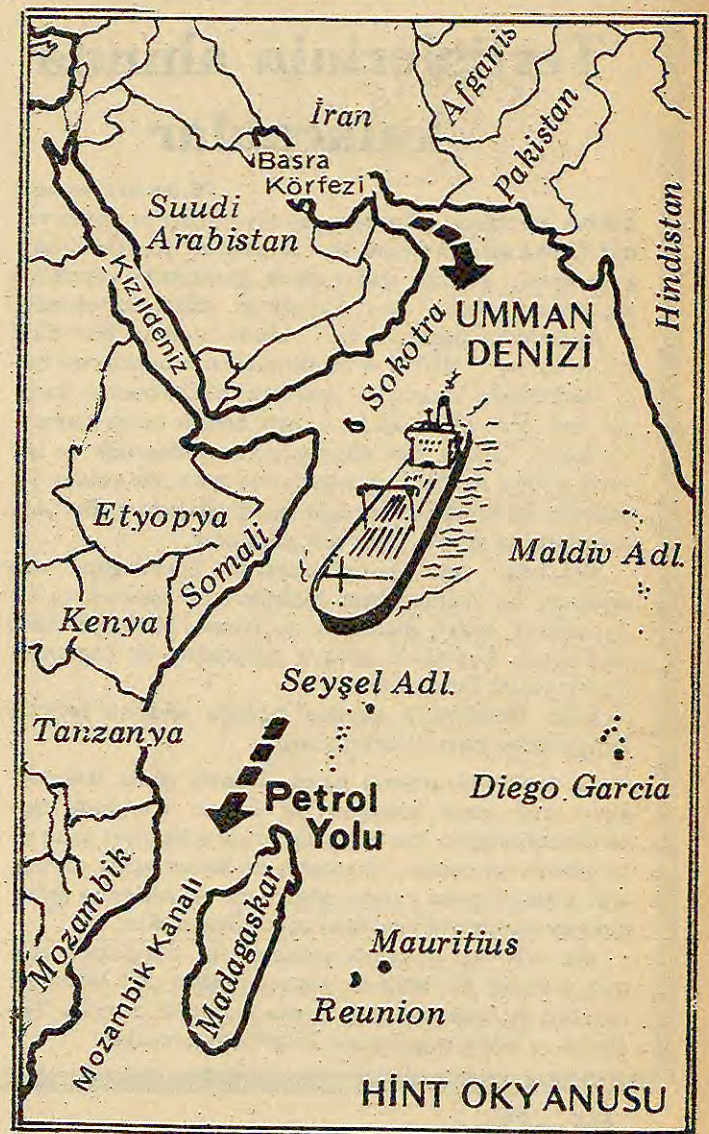 İran
Afganis
Pakistan
Basra
Körfezi
Suudi
Arabistan
Hindistan
Kızıldeniz
Sokotra
UMMAN
DENİZİ
Etyopya
Somali
Maldiv Adl.
Kenya
Seyşel Adl.
Tanzanya
Petrol
Yolu
Diego Garcia
Mozambik
Mozambik Kanalı
Madagaskar
Mauritius
Reunion
HİNT OKYANUSU